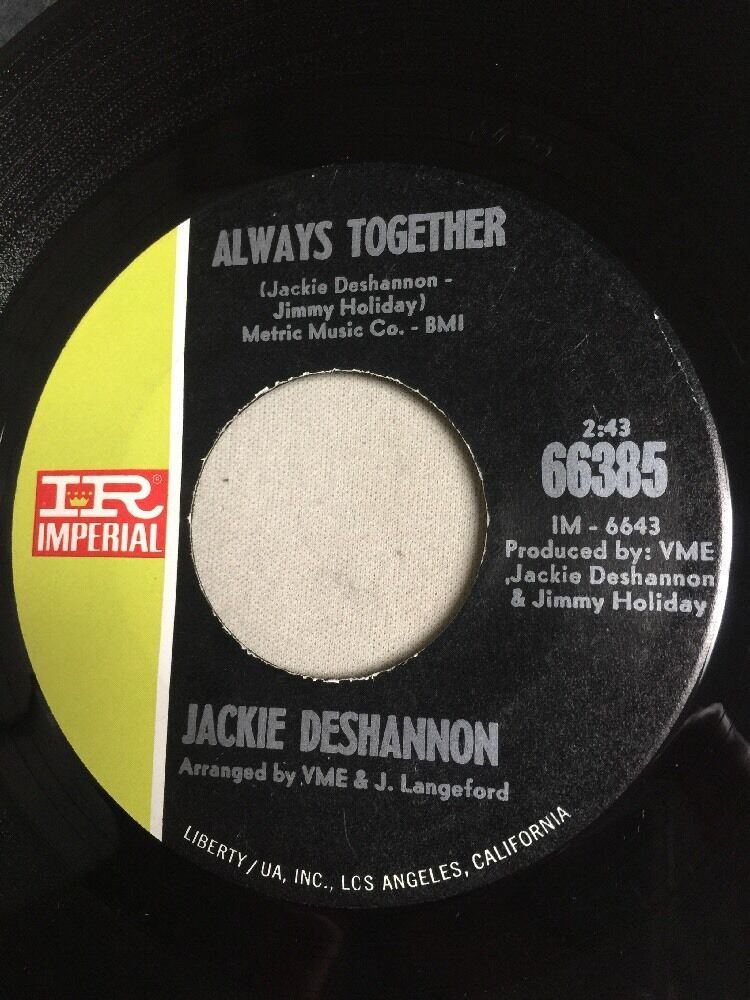 ALWAYS TOGETHER
(Jackie Deshannon -
Jimmy Holiday)
Metric Music Co. - BMI
2:43
66385
IM - 6643
Produced by: VME
,Jackie Deshannon
& Jimmy Holiday
IR®
IMPERIAL
JACKIE DESHANNON
Arranged by VME & J. Langeford
LIBERTY/UA, INC., LOS ANGELES, CALIFORNIA